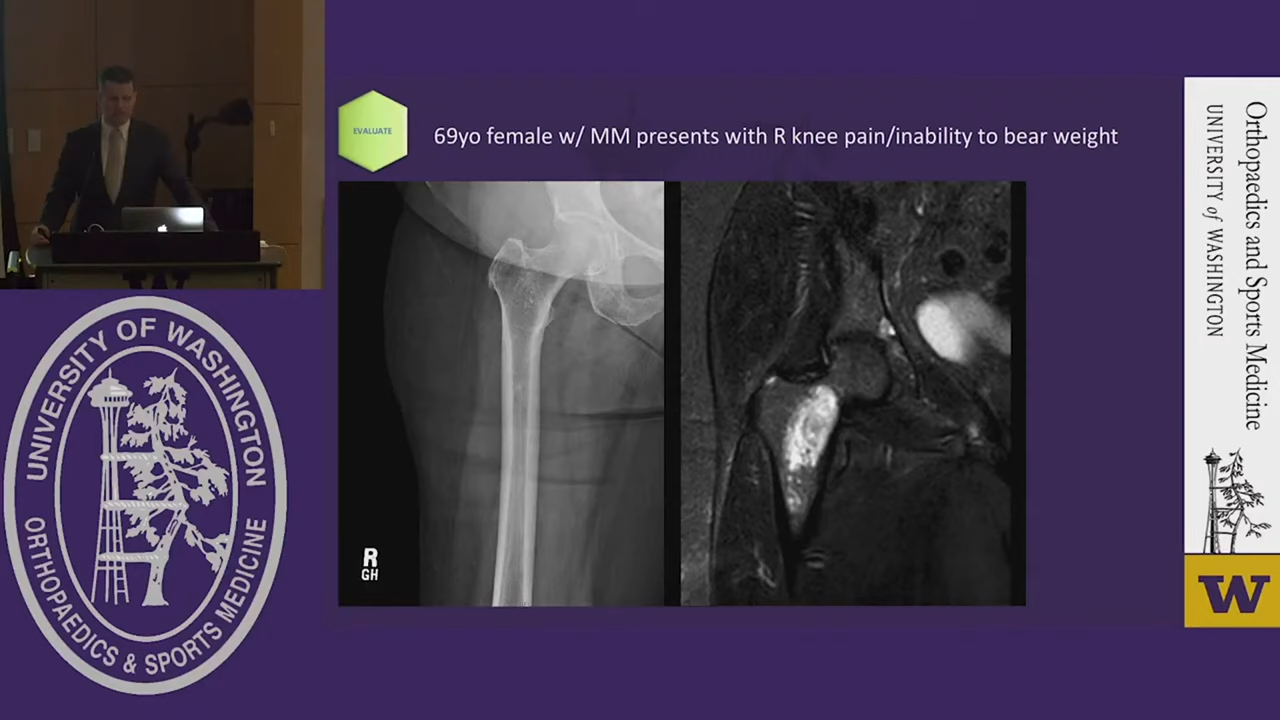 EVALUATE
69yo female w/ MM presents with R knee pain/inability to bear weight
R
GH
UNIVERSITY OF WASHINGTON
ORTHOPAEDICS & SPORTS MEDICINE
Orthopaedics and Sports Medicine
UNIVERSITY of WASHINGTON
W